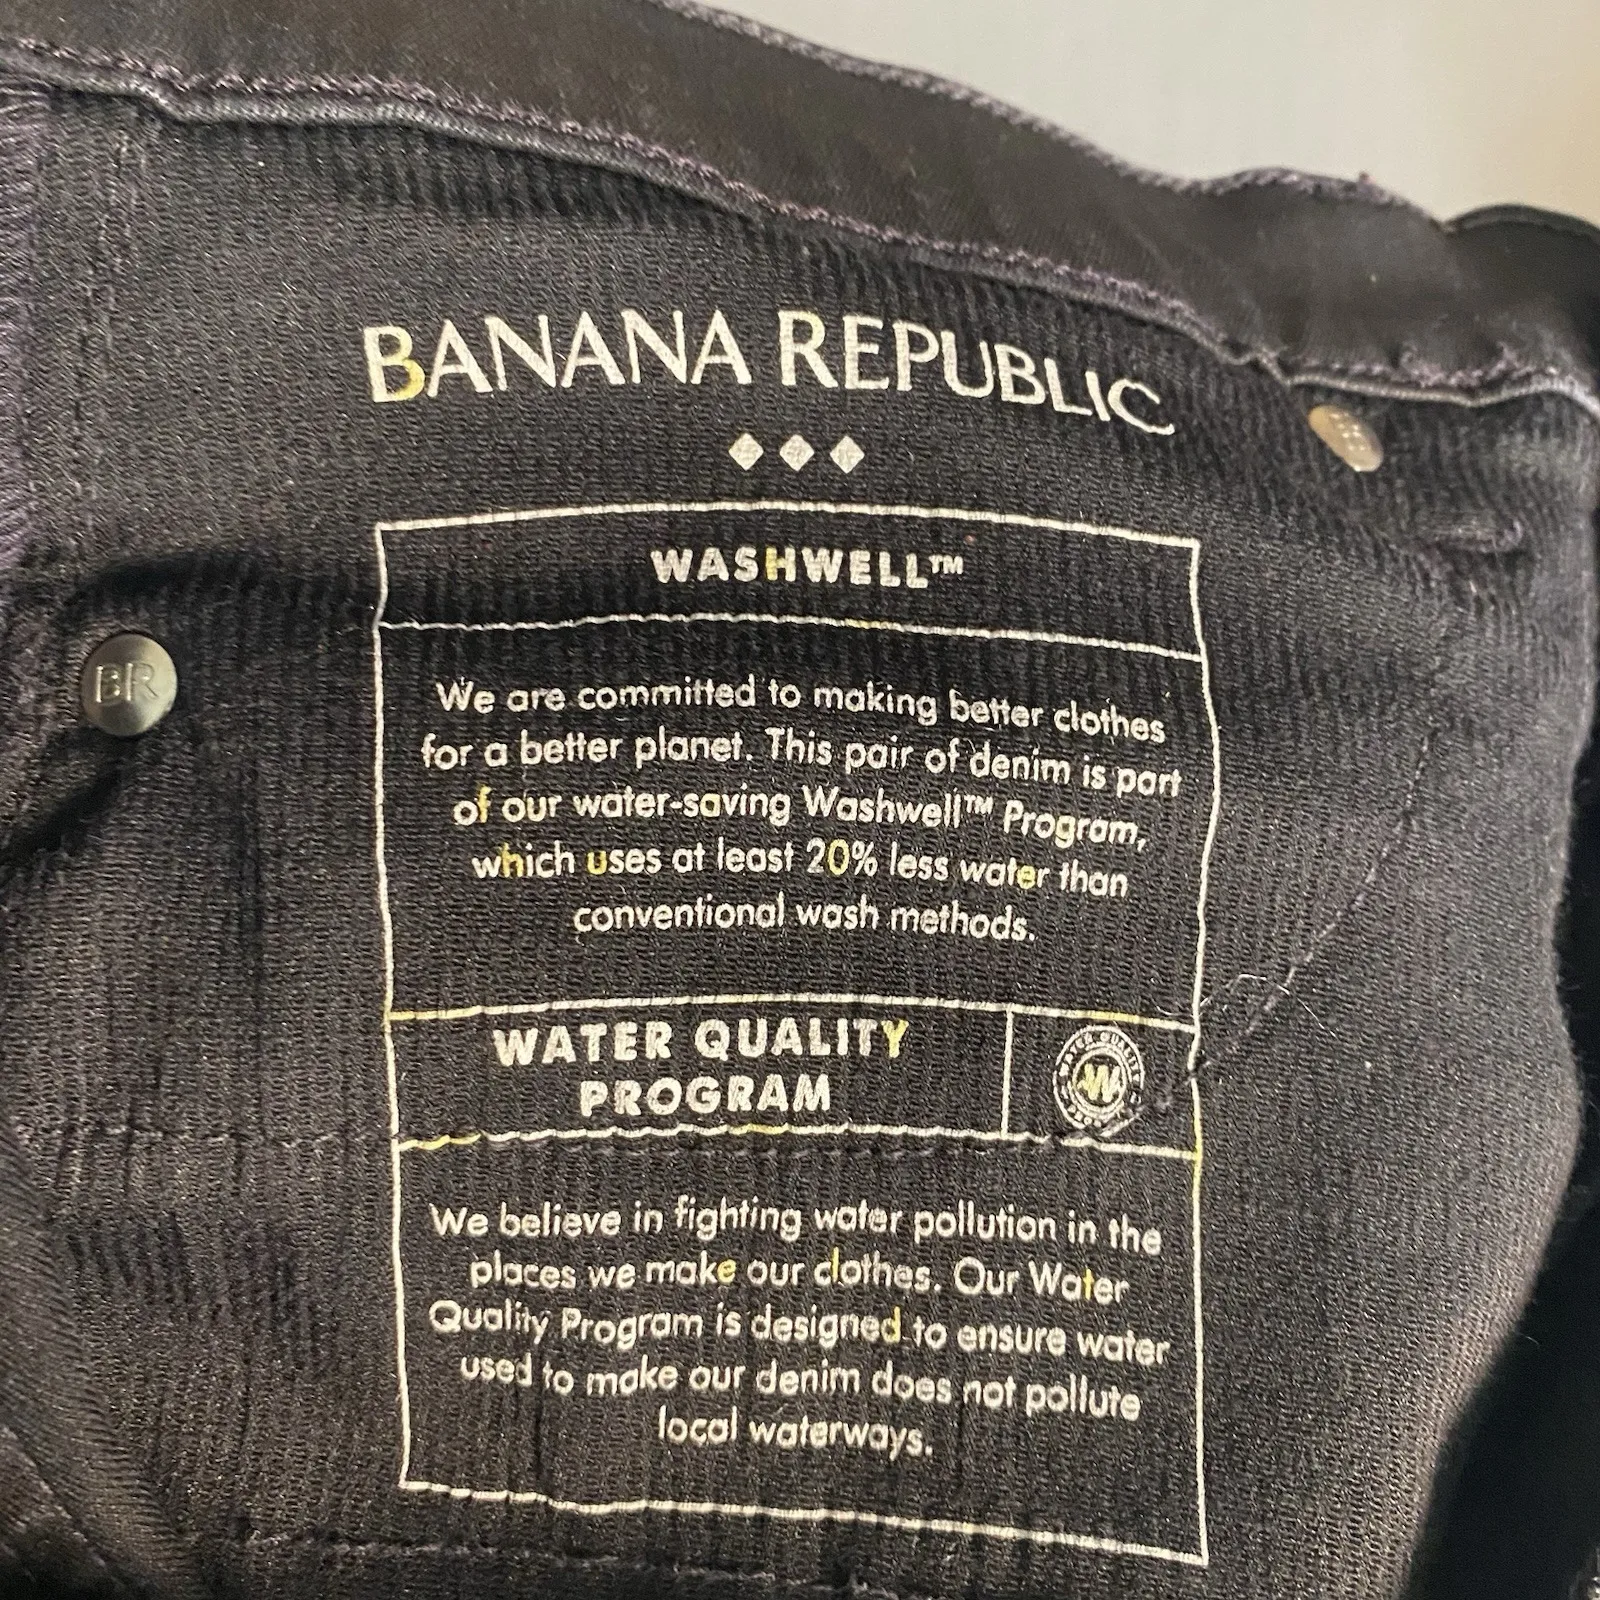 BANANA REPUBLIC
WASHWELL™
BR
We are committed to making better clothes
for a better planet. This pair of denim is part
of our water-saving Washwell™ Program,
which uses at least 20% less water than
conventional wash methods.
WATER QUALITY
PROGRAM
WATER QUALITY
W
We believe in fighting water pollution in the
places we make our clothes. Our Water
Quality Program is designed to ensure water
used to make our denim does not pollute
local waterways.